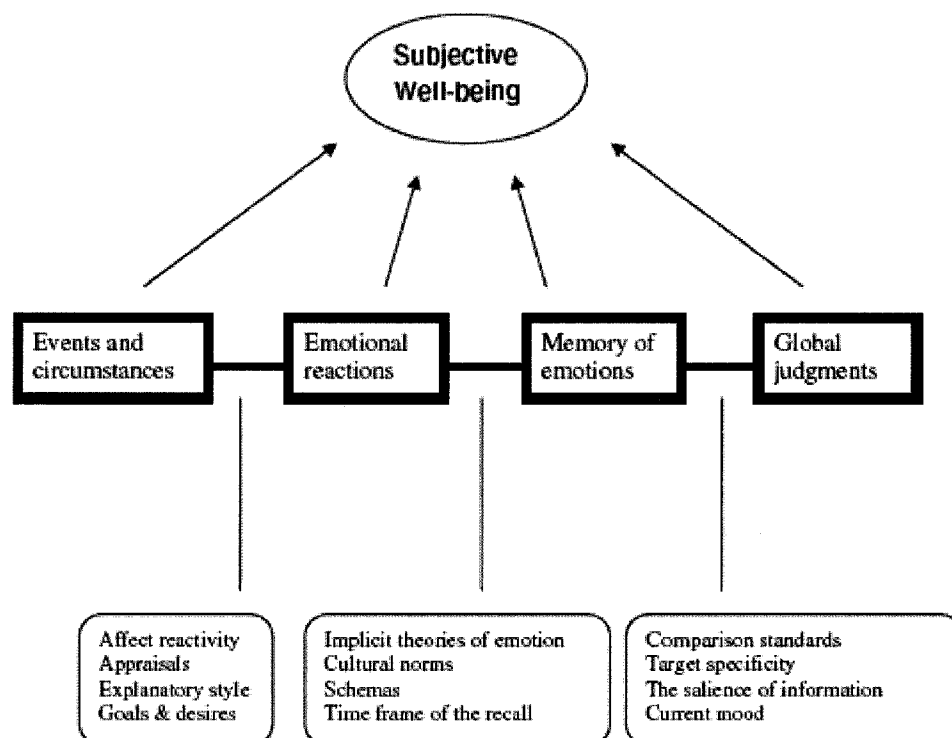 Subjective
Well-being
Events and
circumstances
Emotional
reactions
Memory of
emotions
Global
judgments
Affect reactivity
Appraisals
Explanatory style
Goals & desires
Implicit theories of emotion
Cultural norms
Schemas
Time frame of the recall
Comparison standards
Target specificity
The salience of information
Current mood